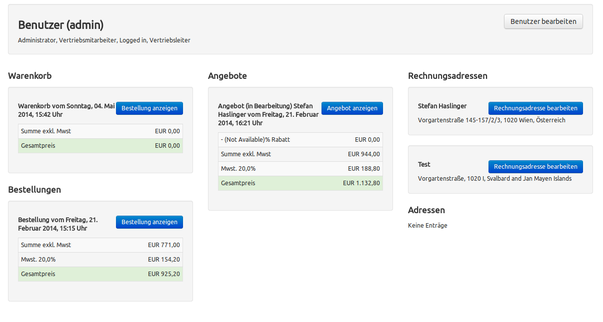 Benutzer (admin)
Benutzer bearbeiten
Administrator, Vertriebsmitarbeiter, Logged in, Vertriebsleiter
Warenkorb
Warenkorb vom Sonntag, 04. Mai
2014, 15:42 Uhr
Bestellung anzeigen
Summe exkl. Mwst EUR 0,00
Gesamtpreis EUR 0,00
Bestellungen
Bestellung vom Freitag, 21.
Februar 2014, 15:15 Uhr
Bestellung anzeigen
Summe exkl. Mwst EUR 771,00
Mwst. 20,0% EUR 154,20
Gesamtpreis EUR 925,20
Angebote
Angebot (in Bearbeitung) Stefan
Haslinger vom Freitag, 21. Februar
2014, 16:21 Uhr
Angebot anzeigen
- (Not Available)% Rabatt EUR 0,00
Summe exkl. Mwst EUR 944,00
Mwst. 20,0% EUR 188,80
Gesamtpreis EUR 1.132,80
Rechnungsadressen
Stefan Haslinger
Rechnungsadresse bearbeiten
Vorgartenstraße 145-157/2/3, 1020 Wien, Österreich
Test
Rechnungsadresse bearbeiten
Vorgartenstraße, 1020 I, Svalbard and Jan Mayen Islands
Adressen
Keine Enträge